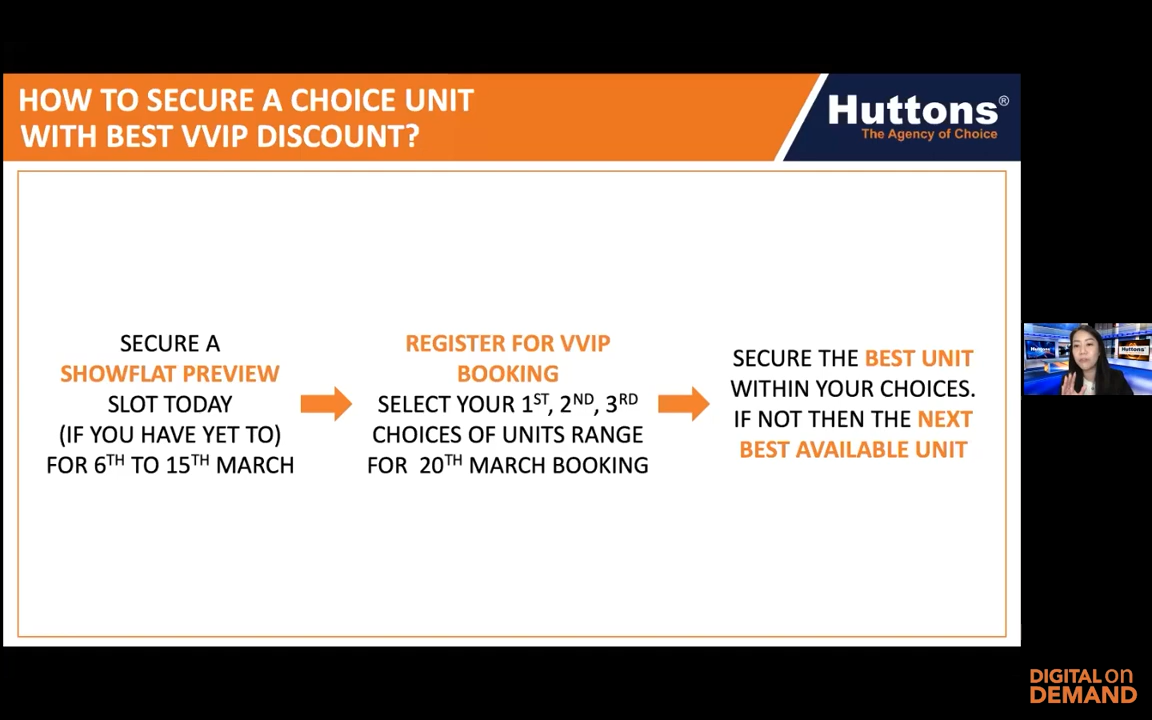 HOW TO SECURE A CHOICE UNIT
WITH BEST VVIP DISCOUNT?
Huttons®
The Agency of Choice
SECURE A
SHOWFLAT PREVIEW
SLOT TODAY
(IF YOU HAVE YET TO)
FOR 6TH TO 15TH MARCH
REGISTER FOR VVIP
BOOKING
SELECT YOUR 1ST, 2ND, 3RD
CHOICES OF UNITS RANGE
FOR 20TH MARCH BOOKING
SECURE THE BEST UNIT
WITHIN YOUR CHOICES.
IF NOT THEN THE NEXT
BEST AVAILABLE UNIT
Huttons
Huttons
DIGITAL on
DEMAND